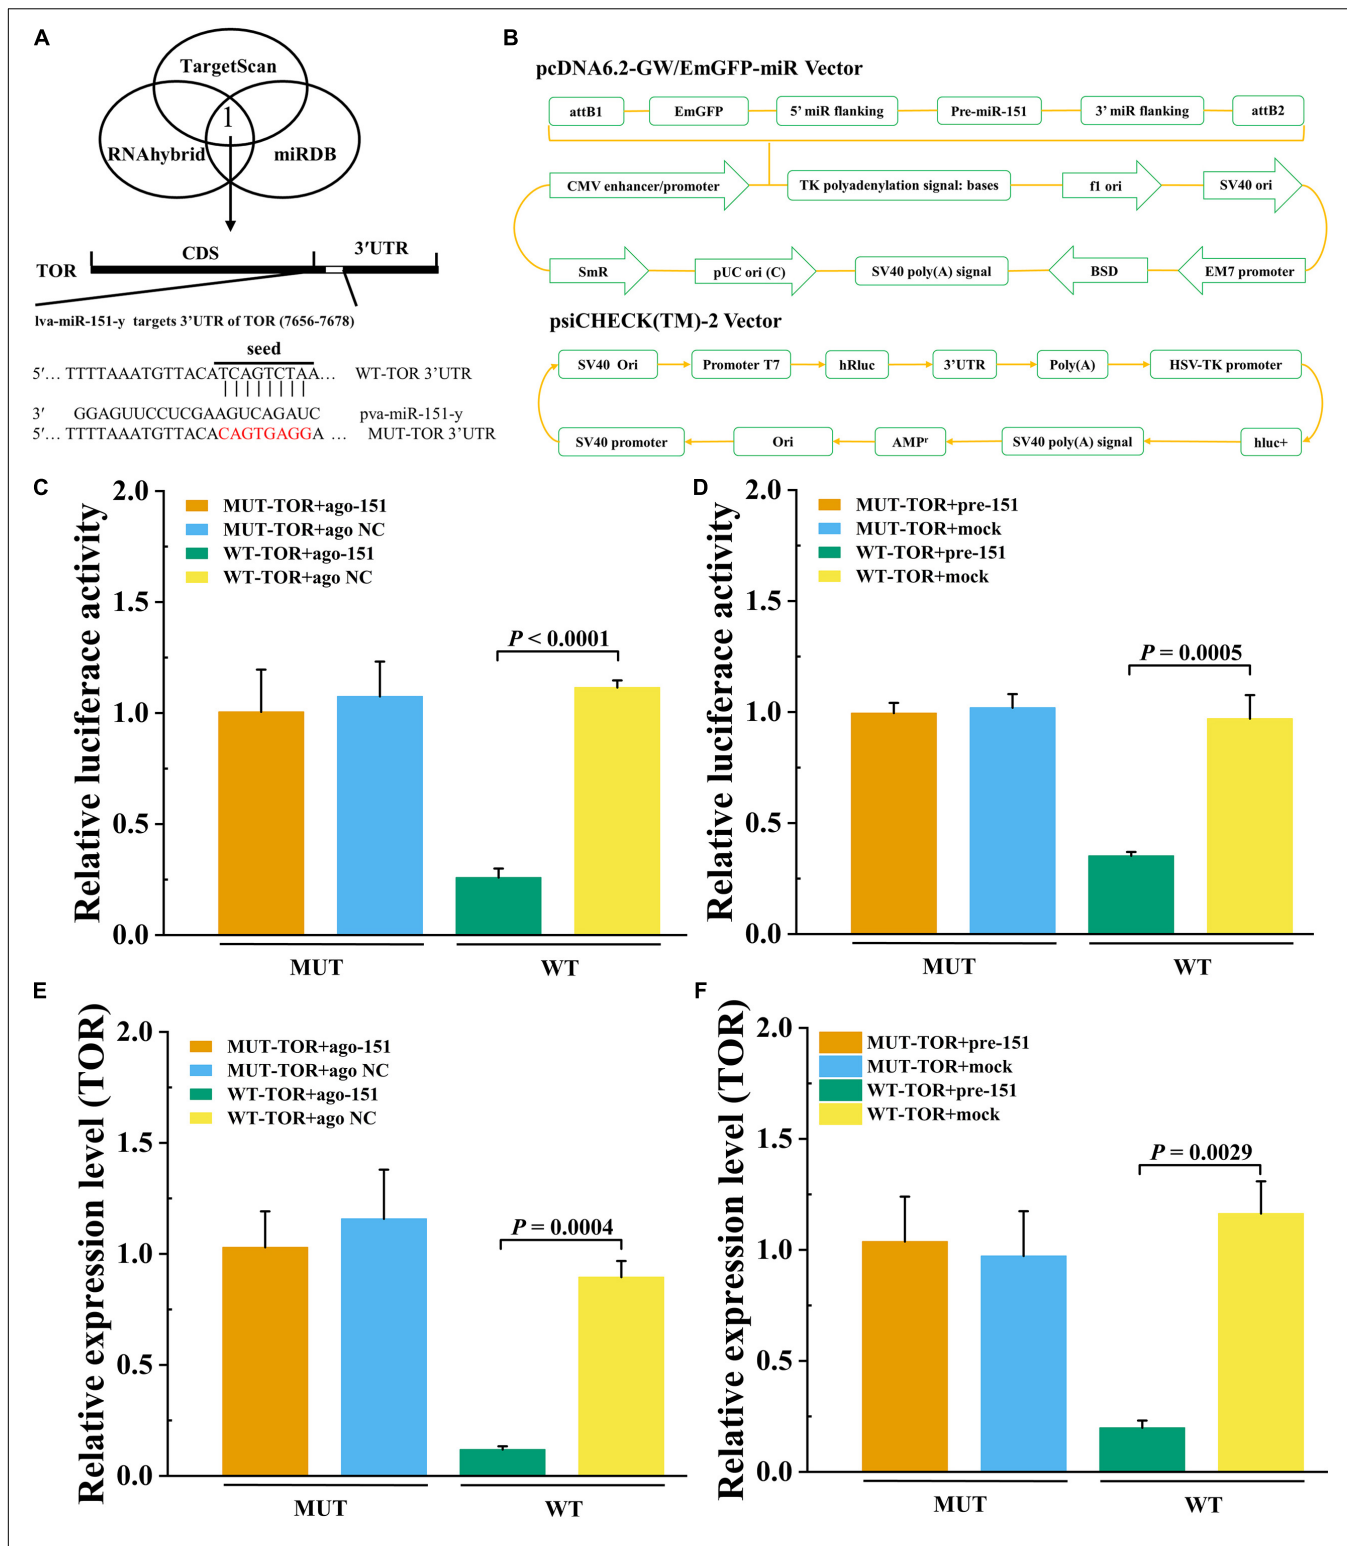 A
TargetScan
1
RNAhybrid
miRDB
CDS
3′UTR
TOR
lva-miR-151-y targets 3’UTR of TOR (7656-7678)
seed
5′… TTTTAAATGTTACATCAGTCTAA… WT-TOR 3′UTR
3′ GGAGUUCCUCGAAGUCAGAUC pva-miR-151-y
5′… TTTTAAATGTTACACAGTGAGGA … MUT-TOR 3′UTR
B
pcDNA6.2-GW/EmGFP-miR Vector
attB1
EmGFP
5’ miR flanking
Pre-miR-151
3’ miR flanking
attB2
CMV enhancer/promoter
TK polyadenylation signal: bases
f1 ori
SV40 ori
SmR
pUC ori (C)
SV40 poly(A) signal
BSD
EM7 promoter
psiCHECK(TM)-2 Vector
SV40 Ori
Promoter T7
hRluc
3’UTR
Poly(A)
HSV-TK promoter
SV40 promoter
Ori
AMPʳ
SV40 poly(A) signal
hluc+
C
Relative luciferace activity
2.0
1.5
1.0
0.5
0.0
MUT-TOR+ago-151
MUT-TOR+ago NC
WT-TOR+ago-151
WT-TOR+ago NC
P < 0.0001
MUT
WT
D
Relative luciferace activity
2.0
1.5
1.0
0.5
0.0
MUT-TOR+pre-151
MUT-TOR+mock
WT-TOR+pre-151
WT-TOR+mock
P = 0.0005
MUT
WT
E
Relative expression level (TOR)
2.0
1.5
1.0
0.5
0.0
MUT-TOR+ago-151
MUT-TOR+ago NC
WT-TOR+ago-151
WT-TOR+ago NC
P = 0.0004
MUT
WT
F
Relative expression level (TOR)
2.0
1.5
1.0
0.5
0.0
MUT-TOR+pre-151
MUT-TOR+mock
WT-TOR+pre-151
WT-TOR+mock
P = 0.0029
MUT
WT